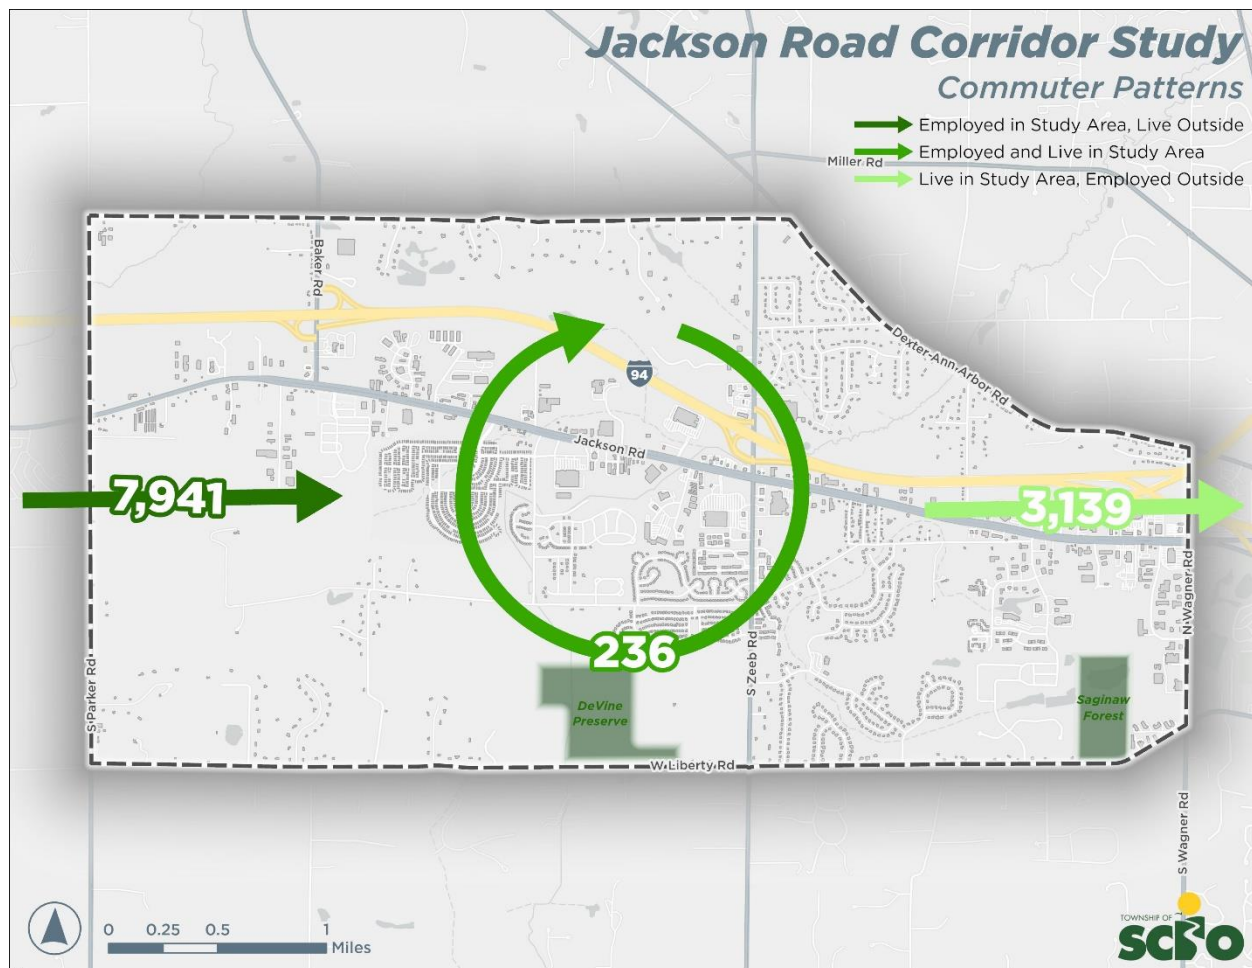 Jackson Road Corridor Study
Commuter Patterns
Employed in Study Area, Live Outside
Employed and Live in Study Area
Live in Study Area, Employed Outside
Miller Rd
Baker Rd
Dexter-Ann Arbor Rd
94
Jackson Rd
7,941
3,139
236
N Wagner Rd
S Zeeb Rd
S Parker Rd
DeVine
Preserve
Saginaw
Forest
W Liberty Rd
S Wagner Rd
0 0.25 0.5 1
Miles
TOWNSHIP OF
SCIO